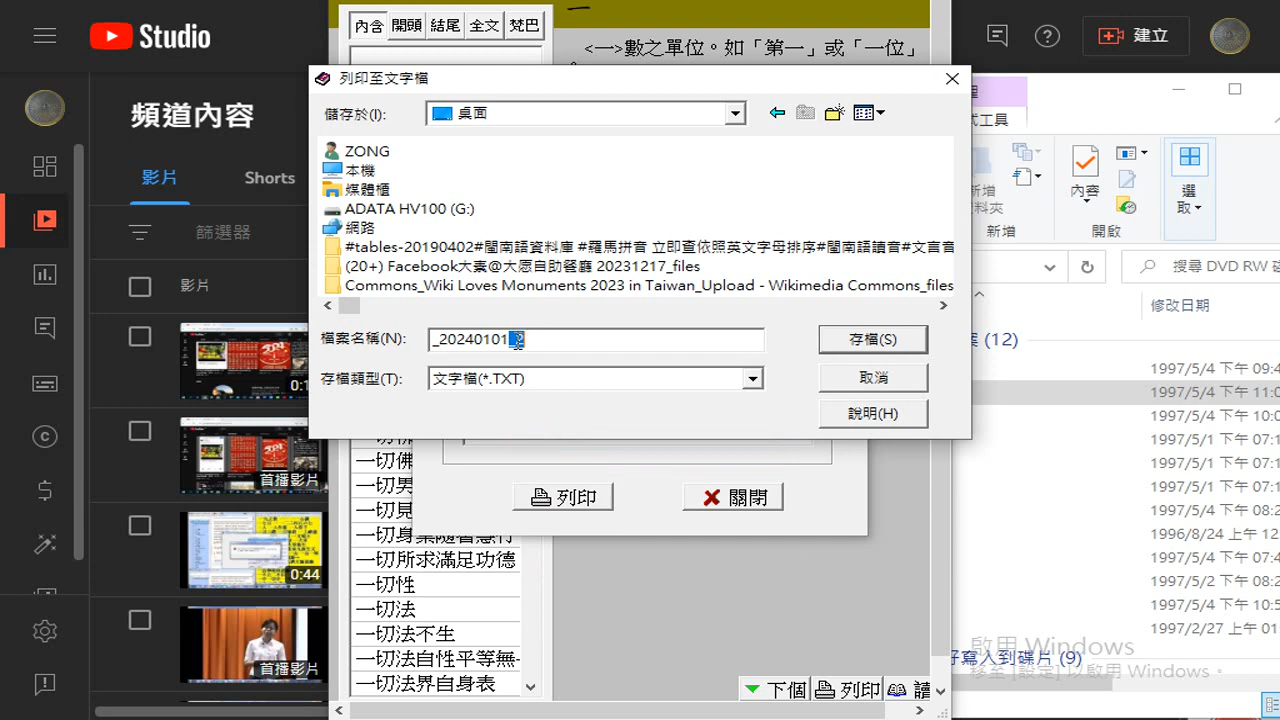 Studio
建立
頻道內容
影片
Shorts
篩選器
影片
首播影片
0:44
首播影片
內含
開頭
結尾
全文
梵巴
一
<一>數之單位。如「第一」或「一位」
列印至文字檔
儲存於(I):
桌面
ZONG
本機
媒體櫃
ADATA HV100 (G:)
網路
#tables-20190402#閩南語資料庫 #羅馬拼音 立即查依照英文字母排序#閩南語讀音#文言音
(20+) Facebook大素@大愿自助餐廳 20231217_files
Commons_Wiki Loves Monuments 2023 in Taiwan_Upload - Wikimedia Commons_files
檔案名稱(N):
_20240101
存檔(S)
存檔類型(T):
文字檔(*.TXT)
取消
說明(H)
一切佛
一切男
一切見
一切身業隨智慧行
一切所求滿足功德
一切性
一切法
一切法不生
一切法自性平等無
一切法界自身表
列印
關閉
下個
列印
讀
內容
新增
開啟
選
取
搜尋 DVD RW
修改日期
(12)
1997/5/4 下午 09:4
1997/5/4 下午 11:0
1997/5/4 下午 10:0
1997/5/1 下午 07:1
1997/5/1 下午 07:1
1997/5/1 下午 07:1
1997/5/4 下午 08:2
1996/8/24 上午 12
1997/5/4 下午 07:4
1997/5/2 下午 08:2
1997/5/4 下午 10:5
1997/2/27 上午 01
寫入到碟片 (9)
啟用 Windows
移至 [設定] 以啟用 Windows。